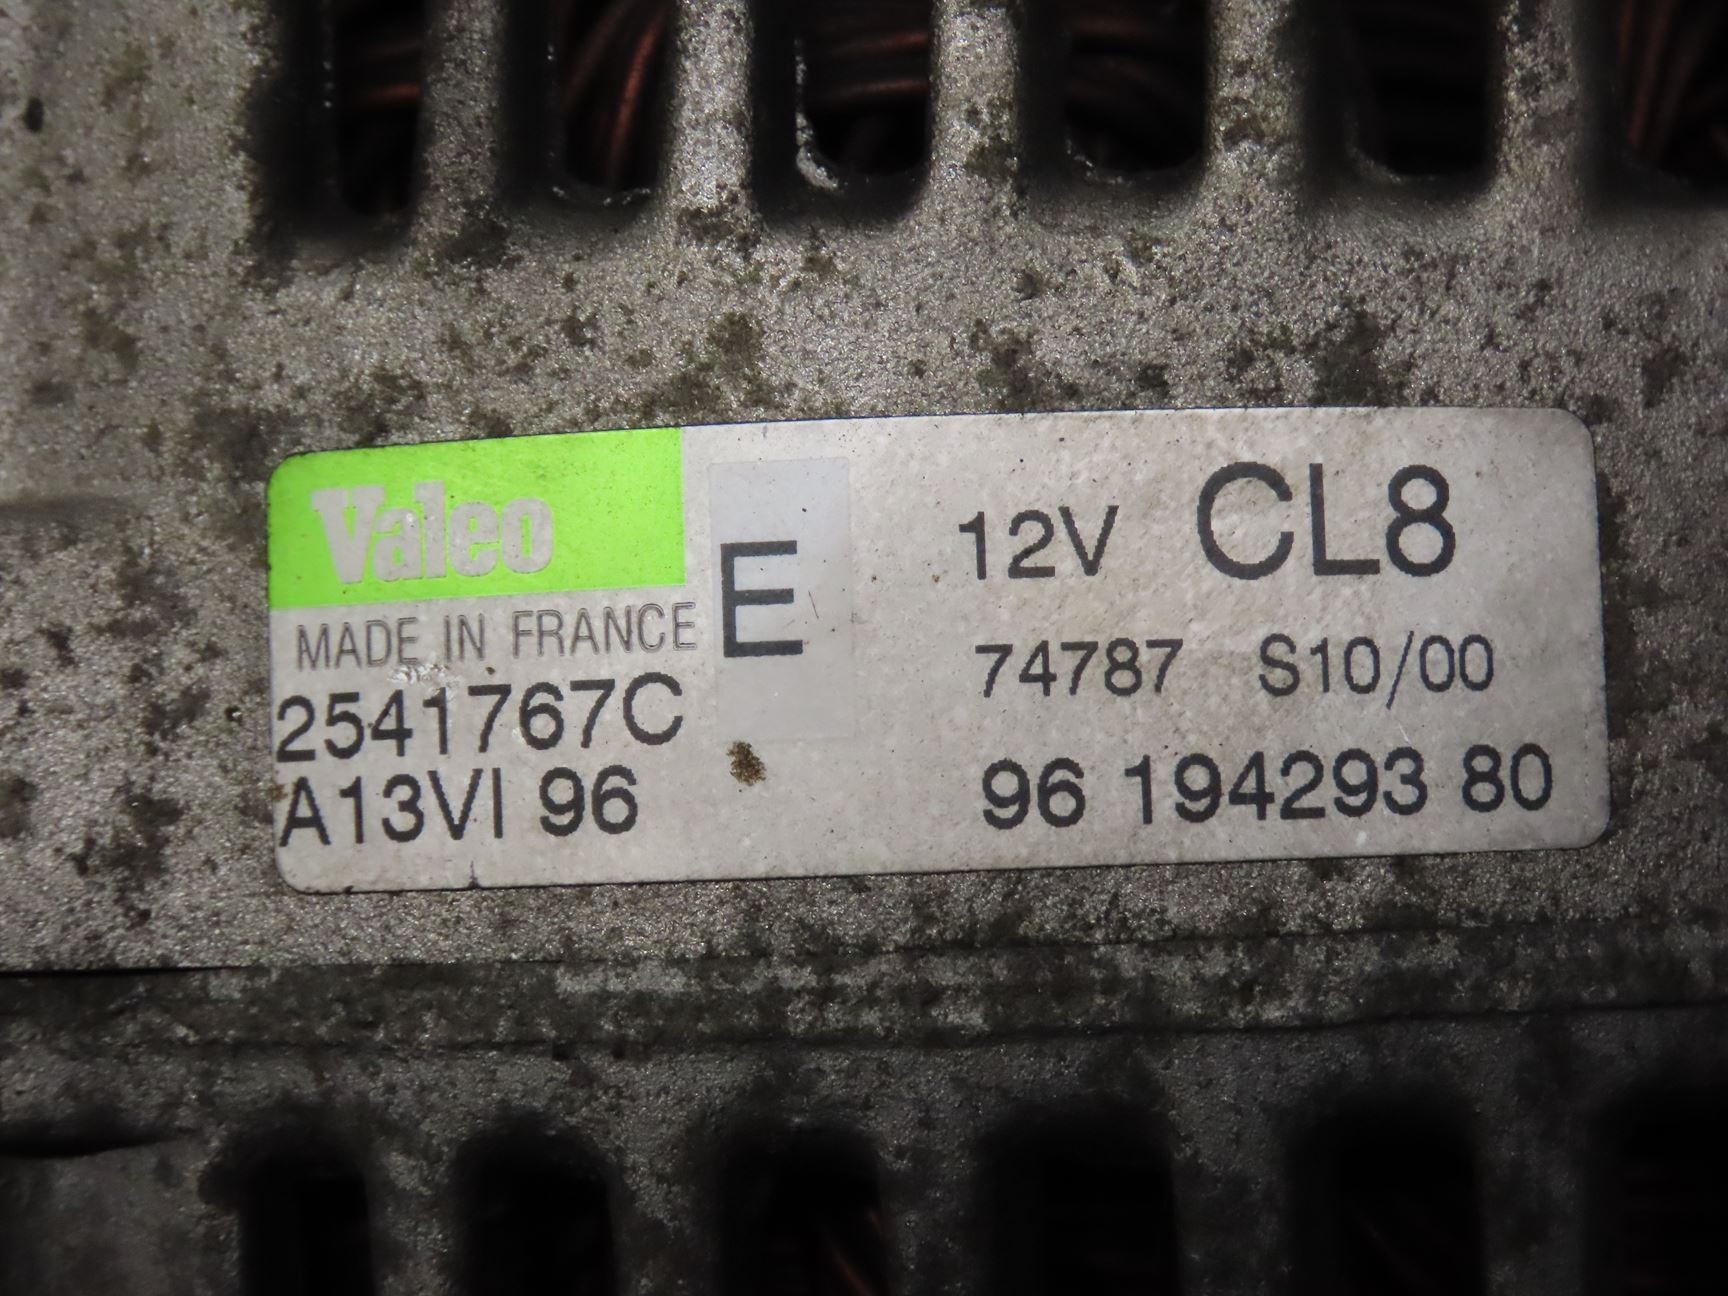 Valeo
MADE IN FRANCE
2541767C
A13VI 96
E
12V CL8
74787 S10/00
96 194293 80